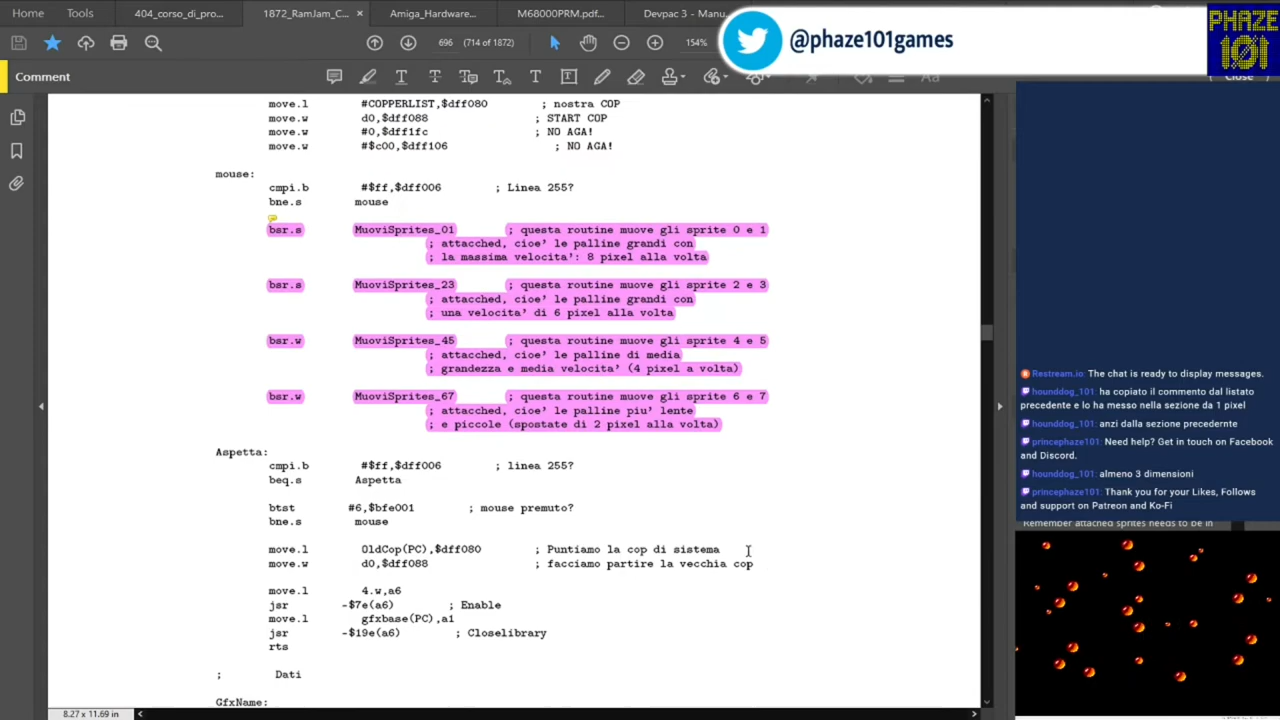 Home
Tools
404_corso_di_pro...
1872_RamJam_C...
Amiga_Hardware...
M68000PRM.pdf...
Devpac 3 - Manu...
@phaze101games
PHAZE
101
696
(714 of 1872)
154%
Comment
Close
move.l #COPPERLIST,$dff080 ; nostra COP
move.w d0,$dff088 ; START COP
move.w #0,$dff1fc ; NO AGA!
move.w #$c00,$dff106 ; NO AGA!
mouse:
cmpi.b #$ff,$dff006 ; Linea 255?
bne.s mouse
bsr.s MuoviSprites_01 ; questa routine muove gli sprite 0 e 1
; attacched, cioe' le palline grandi con
; la massima velocita': 8 pixel alla volta
bsr.s MuoviSprites_23 ; questa routine muove gli sprite 2 e 3
; attacched, cioe' le palline grandi con
; una velocita' di 6 pixel alla volta
bsr.w MuoviSprites_45 ; questa routine muove gli sprite 4 e 5
; attacched, cioe' le palline di media
; grandezza e media velocita' (4 pixel a volta)
bsr.w MuoviSprites_67 ; questa routine muove gli sprite 6 e 7
; attacched, cioe' le palline piu' lente
; e piccole (spostate di 2 pixel alla volta)
Aspetta:
cmpi.b #$ff,$dff006 ; linea 255?
beq.s Aspetta
btst #6,$bfe001 ; mouse premuto?
bne.s mouse
move.l OldCop(PC),$dff080 ; Puntiamo la cop di sistema
move.w d0,$dff088 ; facciamo partire la vecchia cop
move.l 4.w,a6
jsr -$7e(a6) ; Enable
move.l gfxbase(PC),a1
jsr -$19e(a6) ; Closelibrary
rts
; Dati
GfxName:
8.27 x 11.69 in
Restream.io: The chat is ready to display messages.
hounddog_101: ha copiato il commento dal listato
precedente e lo ha messo nella sezione da 1 pixel
hounddog_101: anzi dalla sezione precedernte
princephaze101: Need help? Get in touch on Facebook
and Discord.
hounddog_101: almeno 3 dimensioni
princephaze101: Thank you for your Likes, Follows
and support on Patreon and Ko-Fi
Remember attached sprites needs to be in